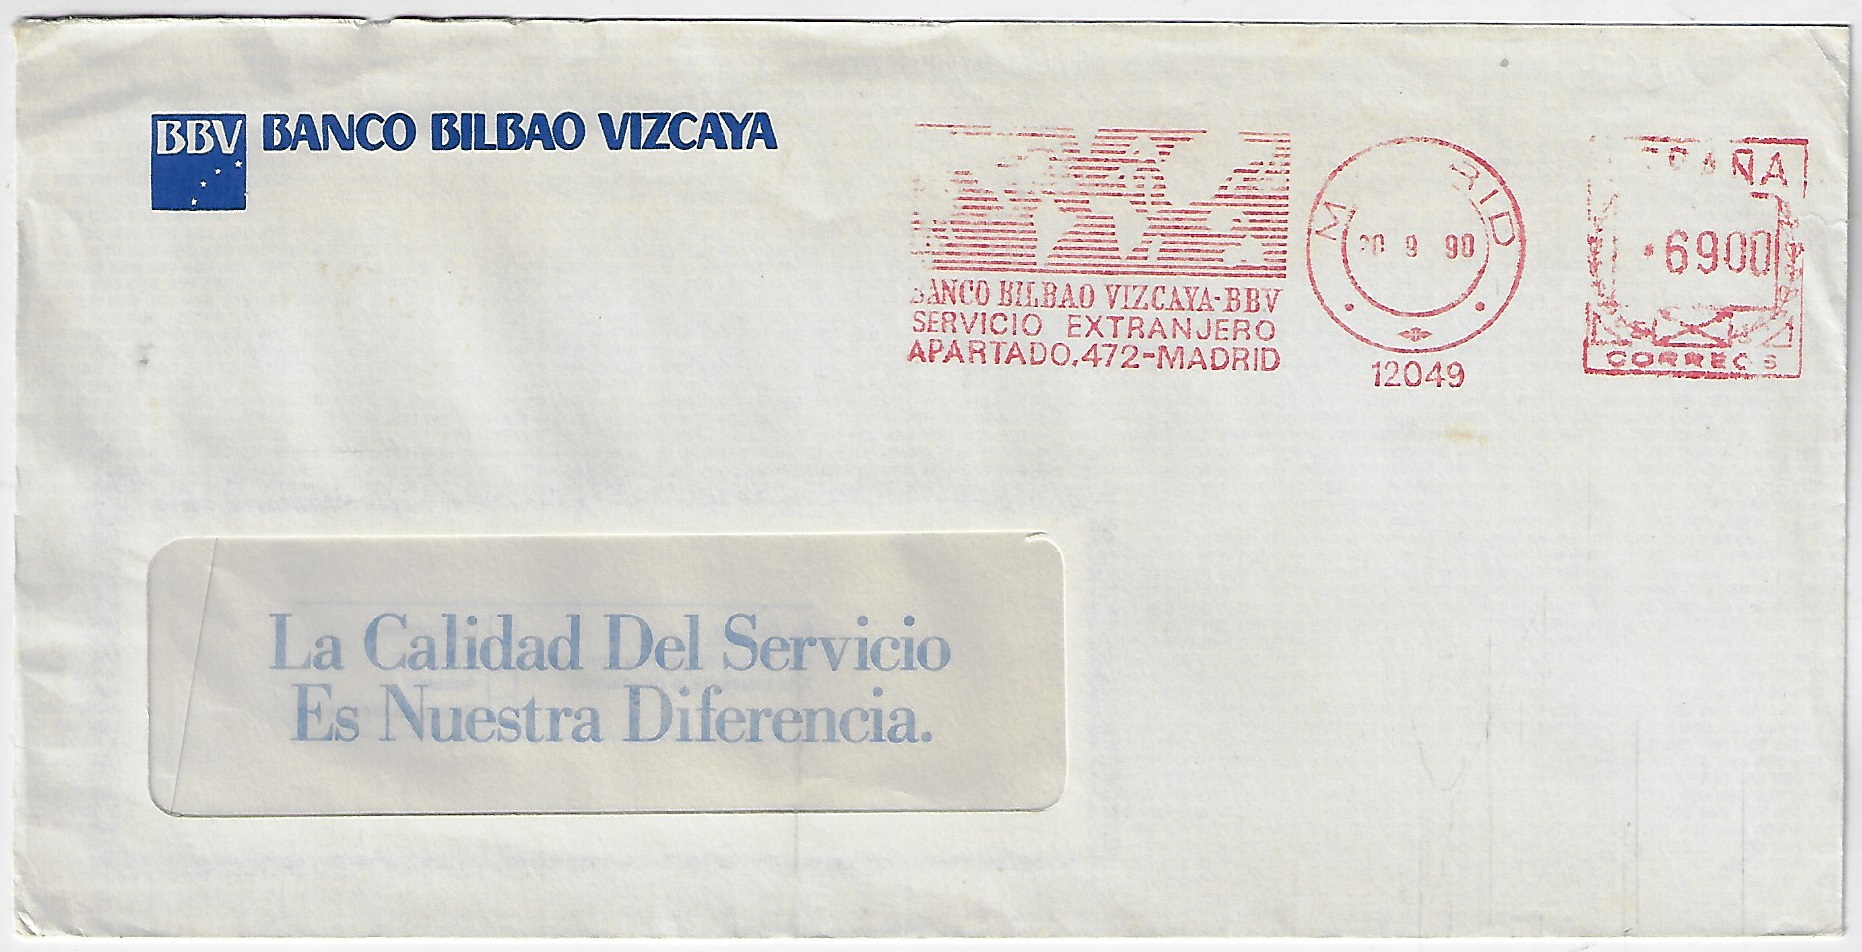 BBV BANCO BILBAO VIZCAYA
BANCO BILBAO VIZCAYA-BBV
SERVICIO EXTRANJERO
APARTADO.472-MADRID
9 90
12049
6900
CORREOS
La Calidad Del Servicio
Es Nuestra Diferencia.